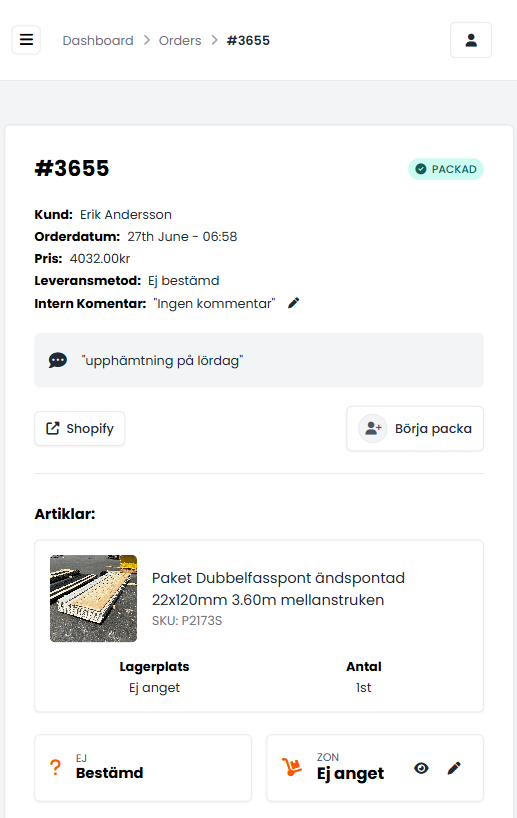 Dashboard > Orders > #3655
#3655
PACKAD
Kund: Erik Andersson
Orderdatum: 27th June - 06:58
Pris: 4032.00kr
Leveransmetod: Ej bestämd
Intern Komentar: "Ingen kommentar"
"upphämtning på lördag"
Shopify
Börja packa
Artiklar:
Paket Dubbelfasspont ändspontad
22x120mm 3.60m mellanstruken
SKU: P2173S
Lagerplats Antal
Ej anget 1st
EJ
Bestämd
ZON
Ej anget